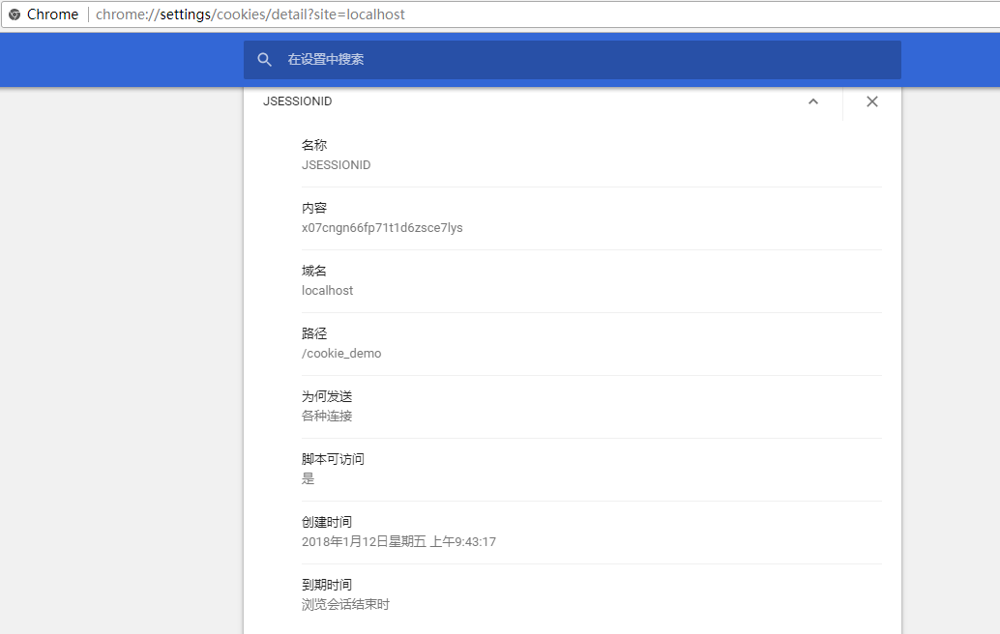 Chrome | chrome://settings/cookies/detail?site=localhost
在设置中搜索
JSESSIONID
名称
JSESSIONID
内容
x07cngn66fp71t1d6zsce7lys
域名
localhost
路径
/cookie_demo
为何发送
各种连接
脚本可访问
是
创建时间
2018年1月12日星期五 上午9:43:17
到期时间
浏览会话结束时